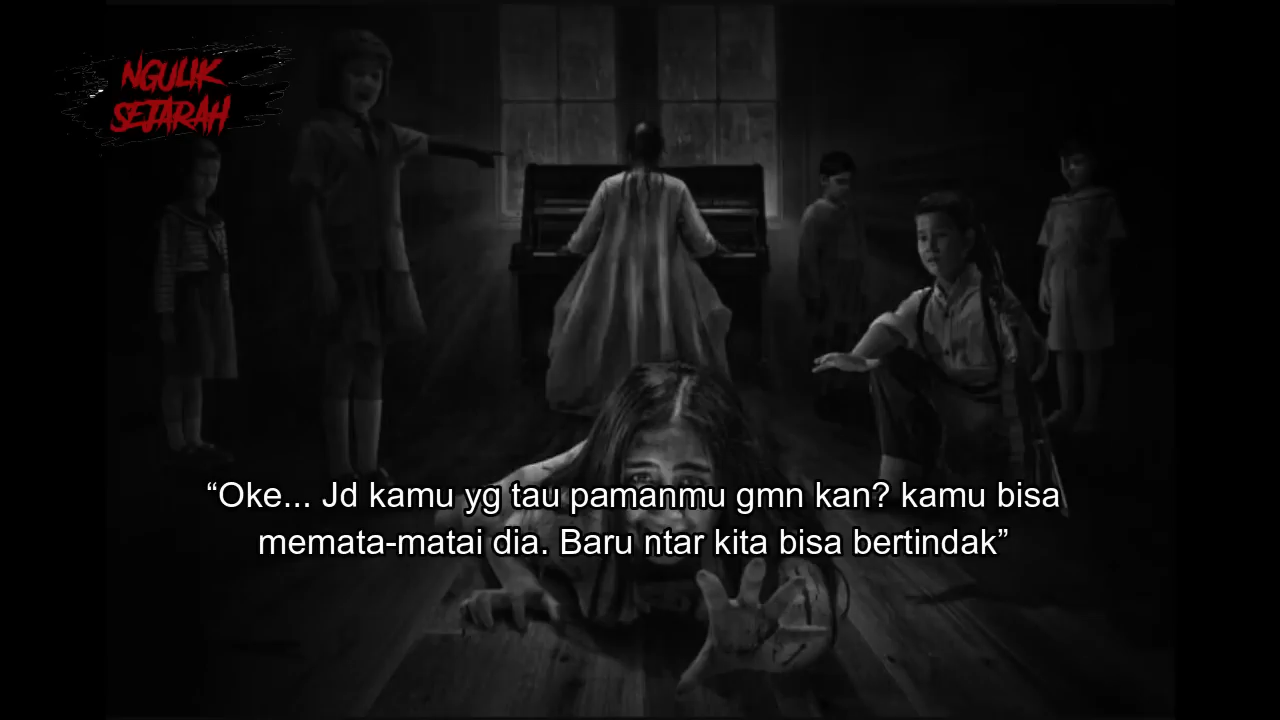 NGULIK
SEJARAH
“Oke... Jd kamu yg tau pamanmu gmn kan? kamu bisa
memata-matai dia. Baru ntar kita bisa bertindak”